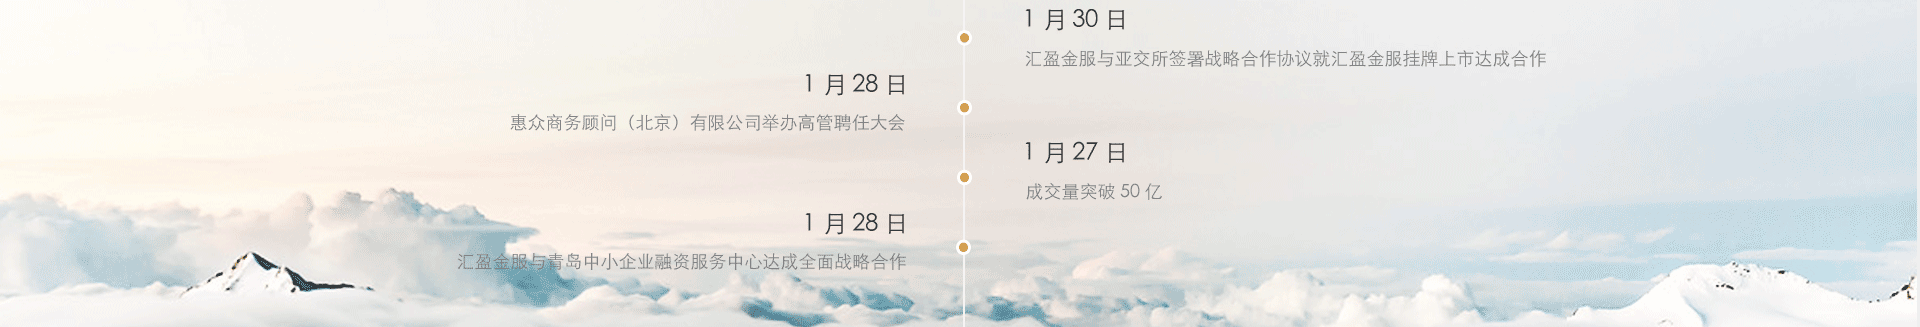 1 月 30 日
汇盈金服与亚交所签署战略合作协议就汇盈金服挂牌上市达成合作
1 月 28 日
惠众商务顾问（北京）有限公司举办高管聘任大会
1 月 27 日
成交量突破 50 亿
1 月 28 日
汇盈金服与青岛中小企业融资服务中心达成全面战略合作